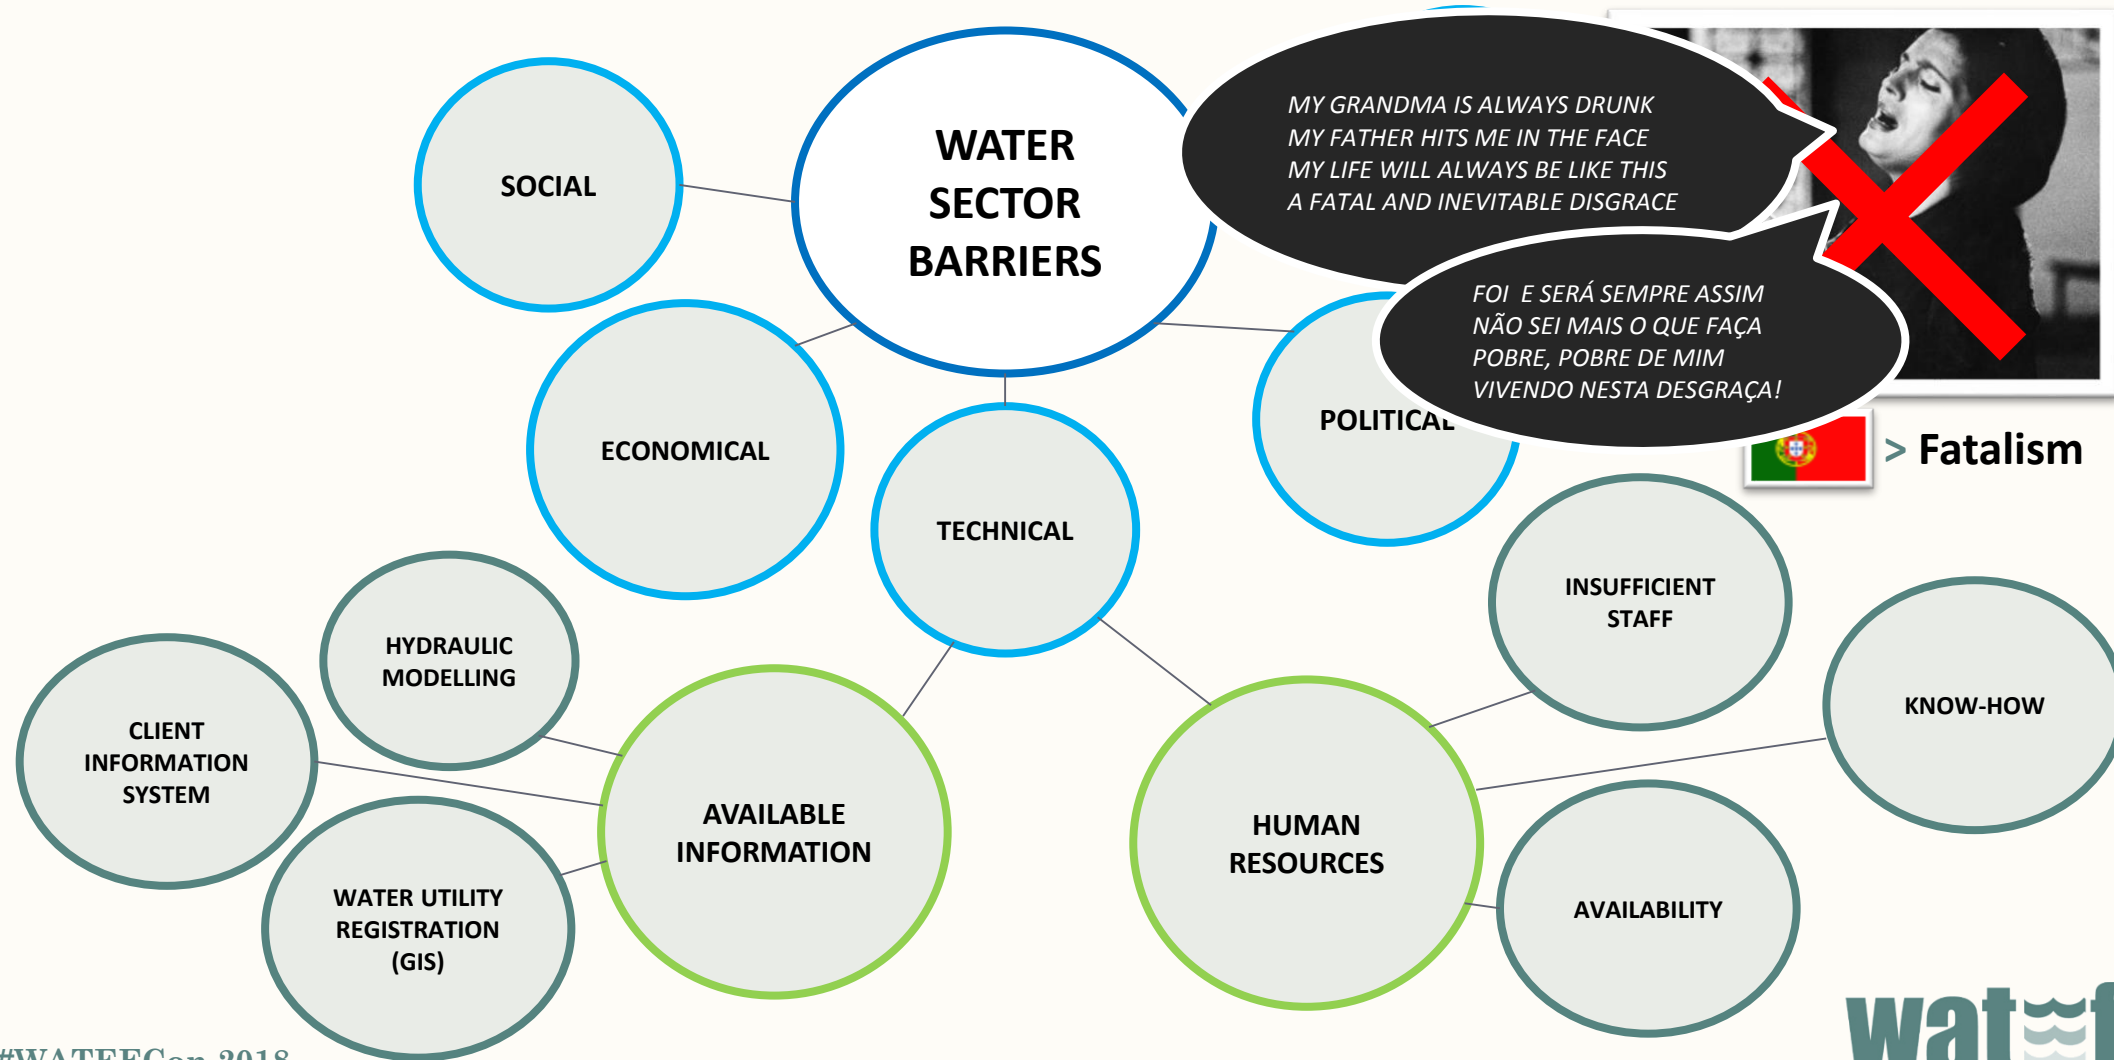 WATER
SECTOR
BARRIERS
SOCIAL
ECONOMICAL
TECHNICAL
POLITICAL
MY GRANDMA IS ALWAYS DRUNK
MY FATHER HITS ME IN THE FACE
MY LIFE WILL ALWAYS BE LIKE THIS
A FATAL AND INEVITABLE DISGRACE
FOI E SERÁ SEMPRE ASSIM
NÃO SEI MAIS O QUE FAÇA
POBRE, POBRE DE MIM
VIVENDO NESTA DESGRAÇA!
> Fatalism
HYDRAULIC
MODELLING
CLIENT
INFORMATION
SYSTEM
WATER UTILITY
REGISTRATION
(GIS)
AVAILABLE
INFORMATION
HUMAN
RESOURCES
INSUFFICIENT
STAFF
KNOW-HOW
AVAILABILITY
#WATEFCon 2018